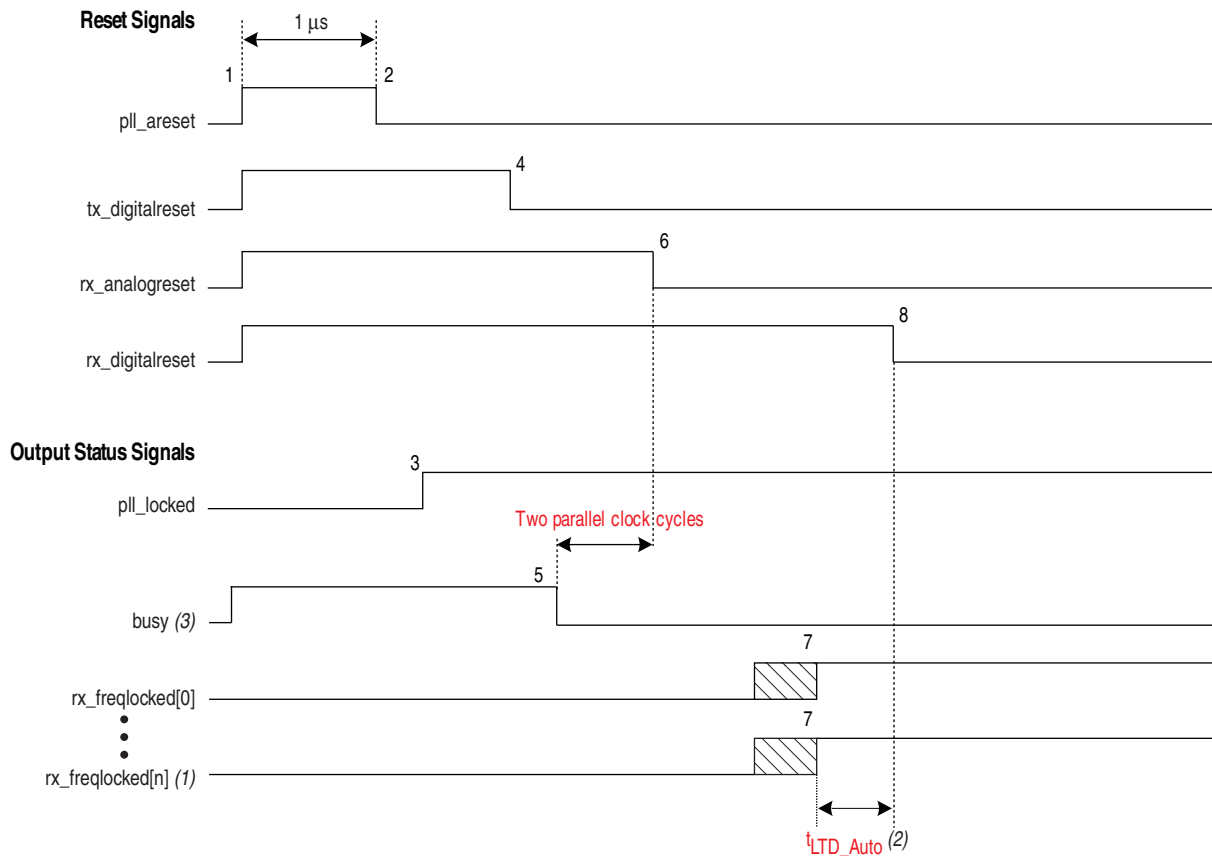 Reset Signals
1 μs
1
2
pll_areset
4
tx_digitalreset
6
rx_analogreset
8
rx_digitalreset
Output Status Signals
3
pll_locked
Two parallel clock cycles
5
busy (3)
7
rx_freqlocked[0]
7
rx_freqlocked[n] (1)
tLTD_Auto (2)